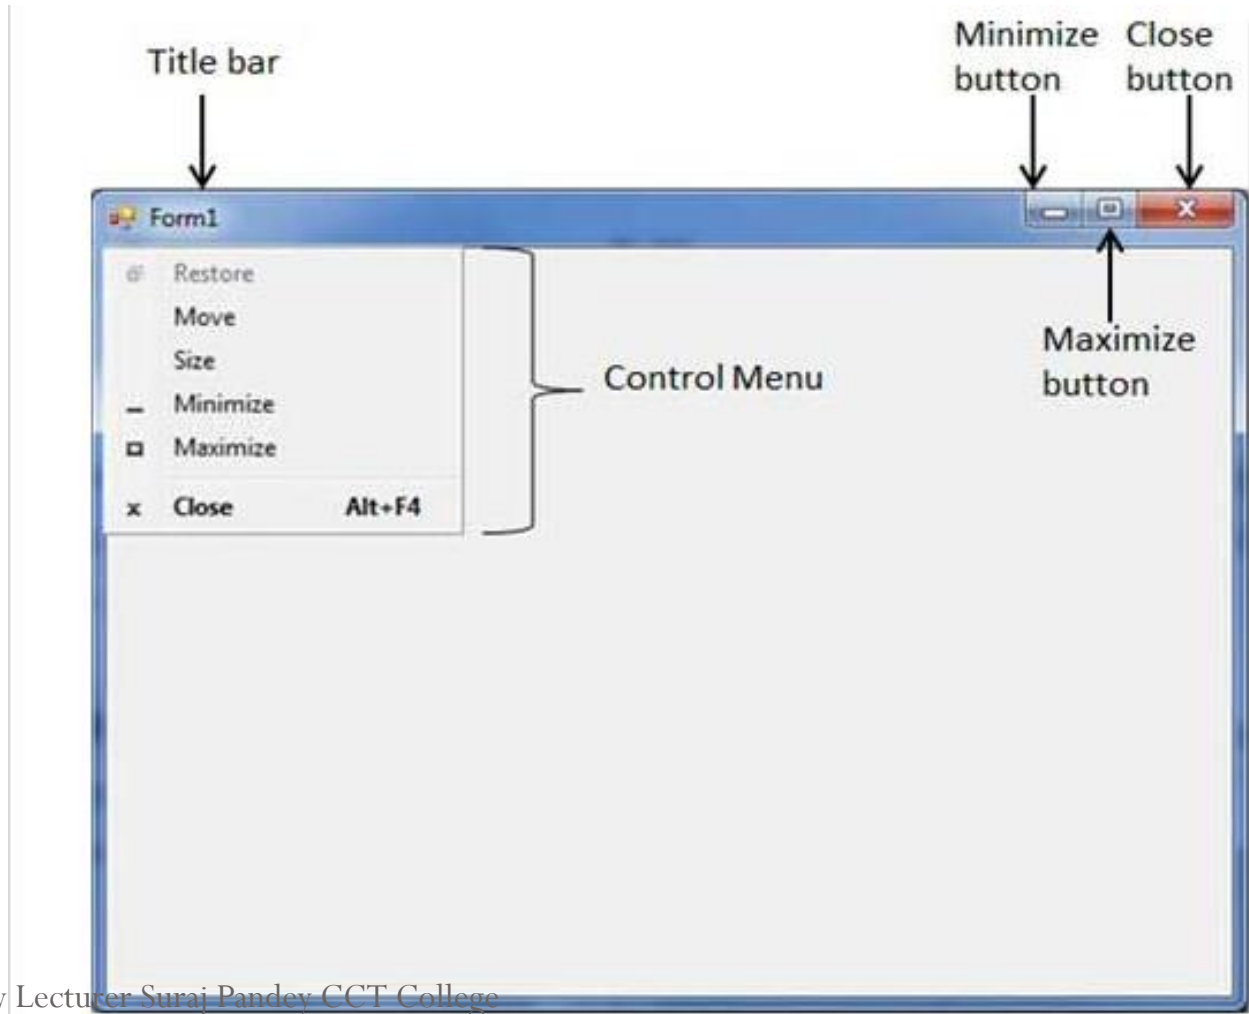 Title bar
Minimize button
Close button
Form1
Restore
Move
Size
Minimize
Maximize
Close Alt+F4
Control Menu
Maximize button
Lecturer Suraj Pandey CCT College